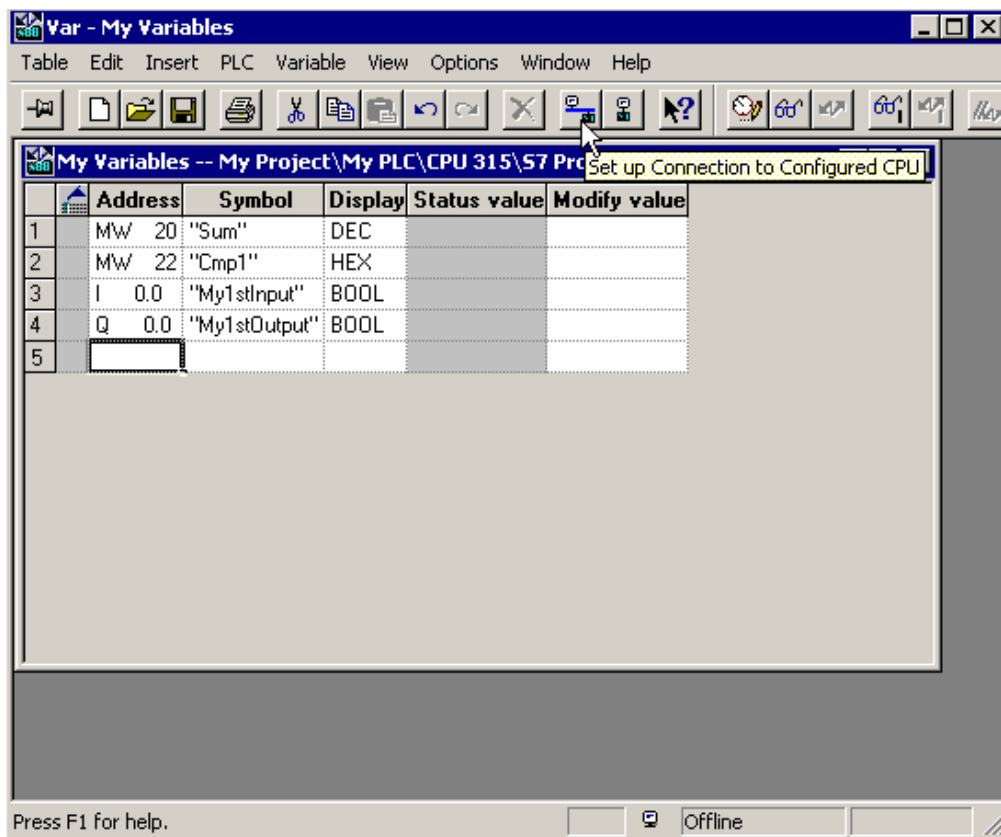 Var - My Variables
Table Edit Insert PLC Variable View Options Window Help
My Variables -- My Project\My PLC\CPU 315\S7
Set up Connection to Configured CPU
Address Symbol Display Status value Modify value
1 MW 20 "Sum" DEC
2 MW 22 "Cmp1" HEX
3 I 0.0 "My1stInput" BOOL
4 Q 0.0 "My1stOutput" BOOL
5
Press F1 for help. Offline